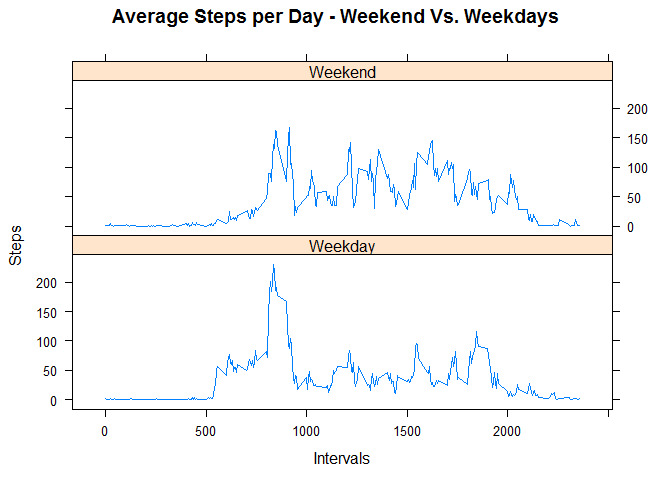 Average Steps per Day - Weekend Vs. Weekdays
Weekend
200
150
100
50
0
Steps
Weekday
200
150
100
50
0
0 500 1000 1500 2000
Intervals